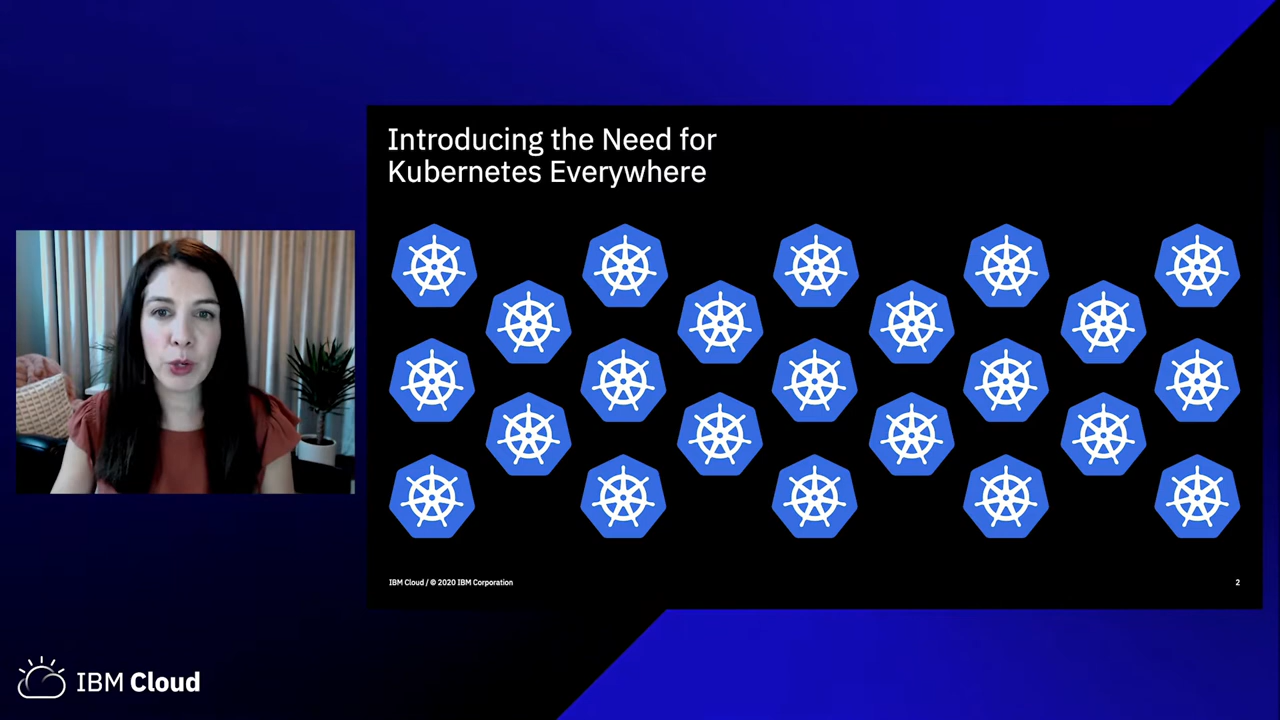 Introducing the Need for
Kubernetes Everywhere
IBM Cloud / © 2020 IBM Corporation
2
IBM Cloud